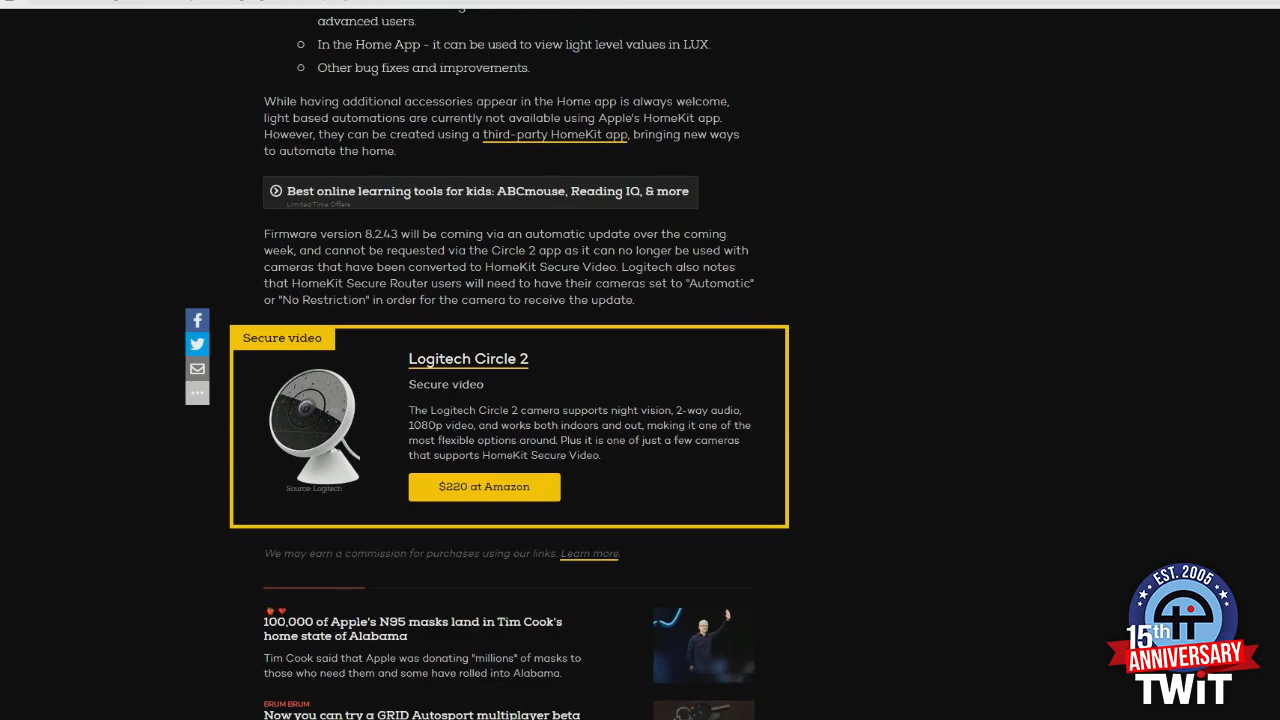 advanced users.
In the Home App - it can be used to view light level values in LUX.
Other bug fixes and improvements.
While having additional accessories appear in the Home app is always welcome,
light based automations are currently not available using Apple's HomeKit app.
However, they can be created using a third-party HomeKit app, bringing new ways
to automate the home.
Best online learning tools for kids: ABCmouse, Reading IQ, & more
Limited Time Offers
Firmware version 8.2.43 will be coming via an automatic update over the coming
week, and cannot be requested via the Circle 2 app as it can no longer be used with
cameras that have been converted to HomeKit Secure Video. Logitech also notes
that HomeKit Secure Router users will need to have their cameras set to "Automatic"
or "No Restriction" in order for the camera to receive the update.
Secure video
Logitech Circle 2
Secure video
The Logitech Circle 2 camera supports night vision, 2-way audio,
1080p video, and works both indoors and out, making it one of the
most flexible options around. Plus it is one of just a few cameras
that supports HomeKit Secure Video.
Source: Logitech
$220 at Amazon
We may earn a commission for purchases using our links. Learn more.
100,000 of Apple's N95 masks land in Tim Cook's
home state of Alabama
Tim Cook said that Apple was donating "millions" of masks to
those who need them and some have rolled into Alabama.
BRUM BRUM
Now you can try a GRID Autosport multiplayer beta
EST. 2005
15th
ANNIVERSARY
TWiT